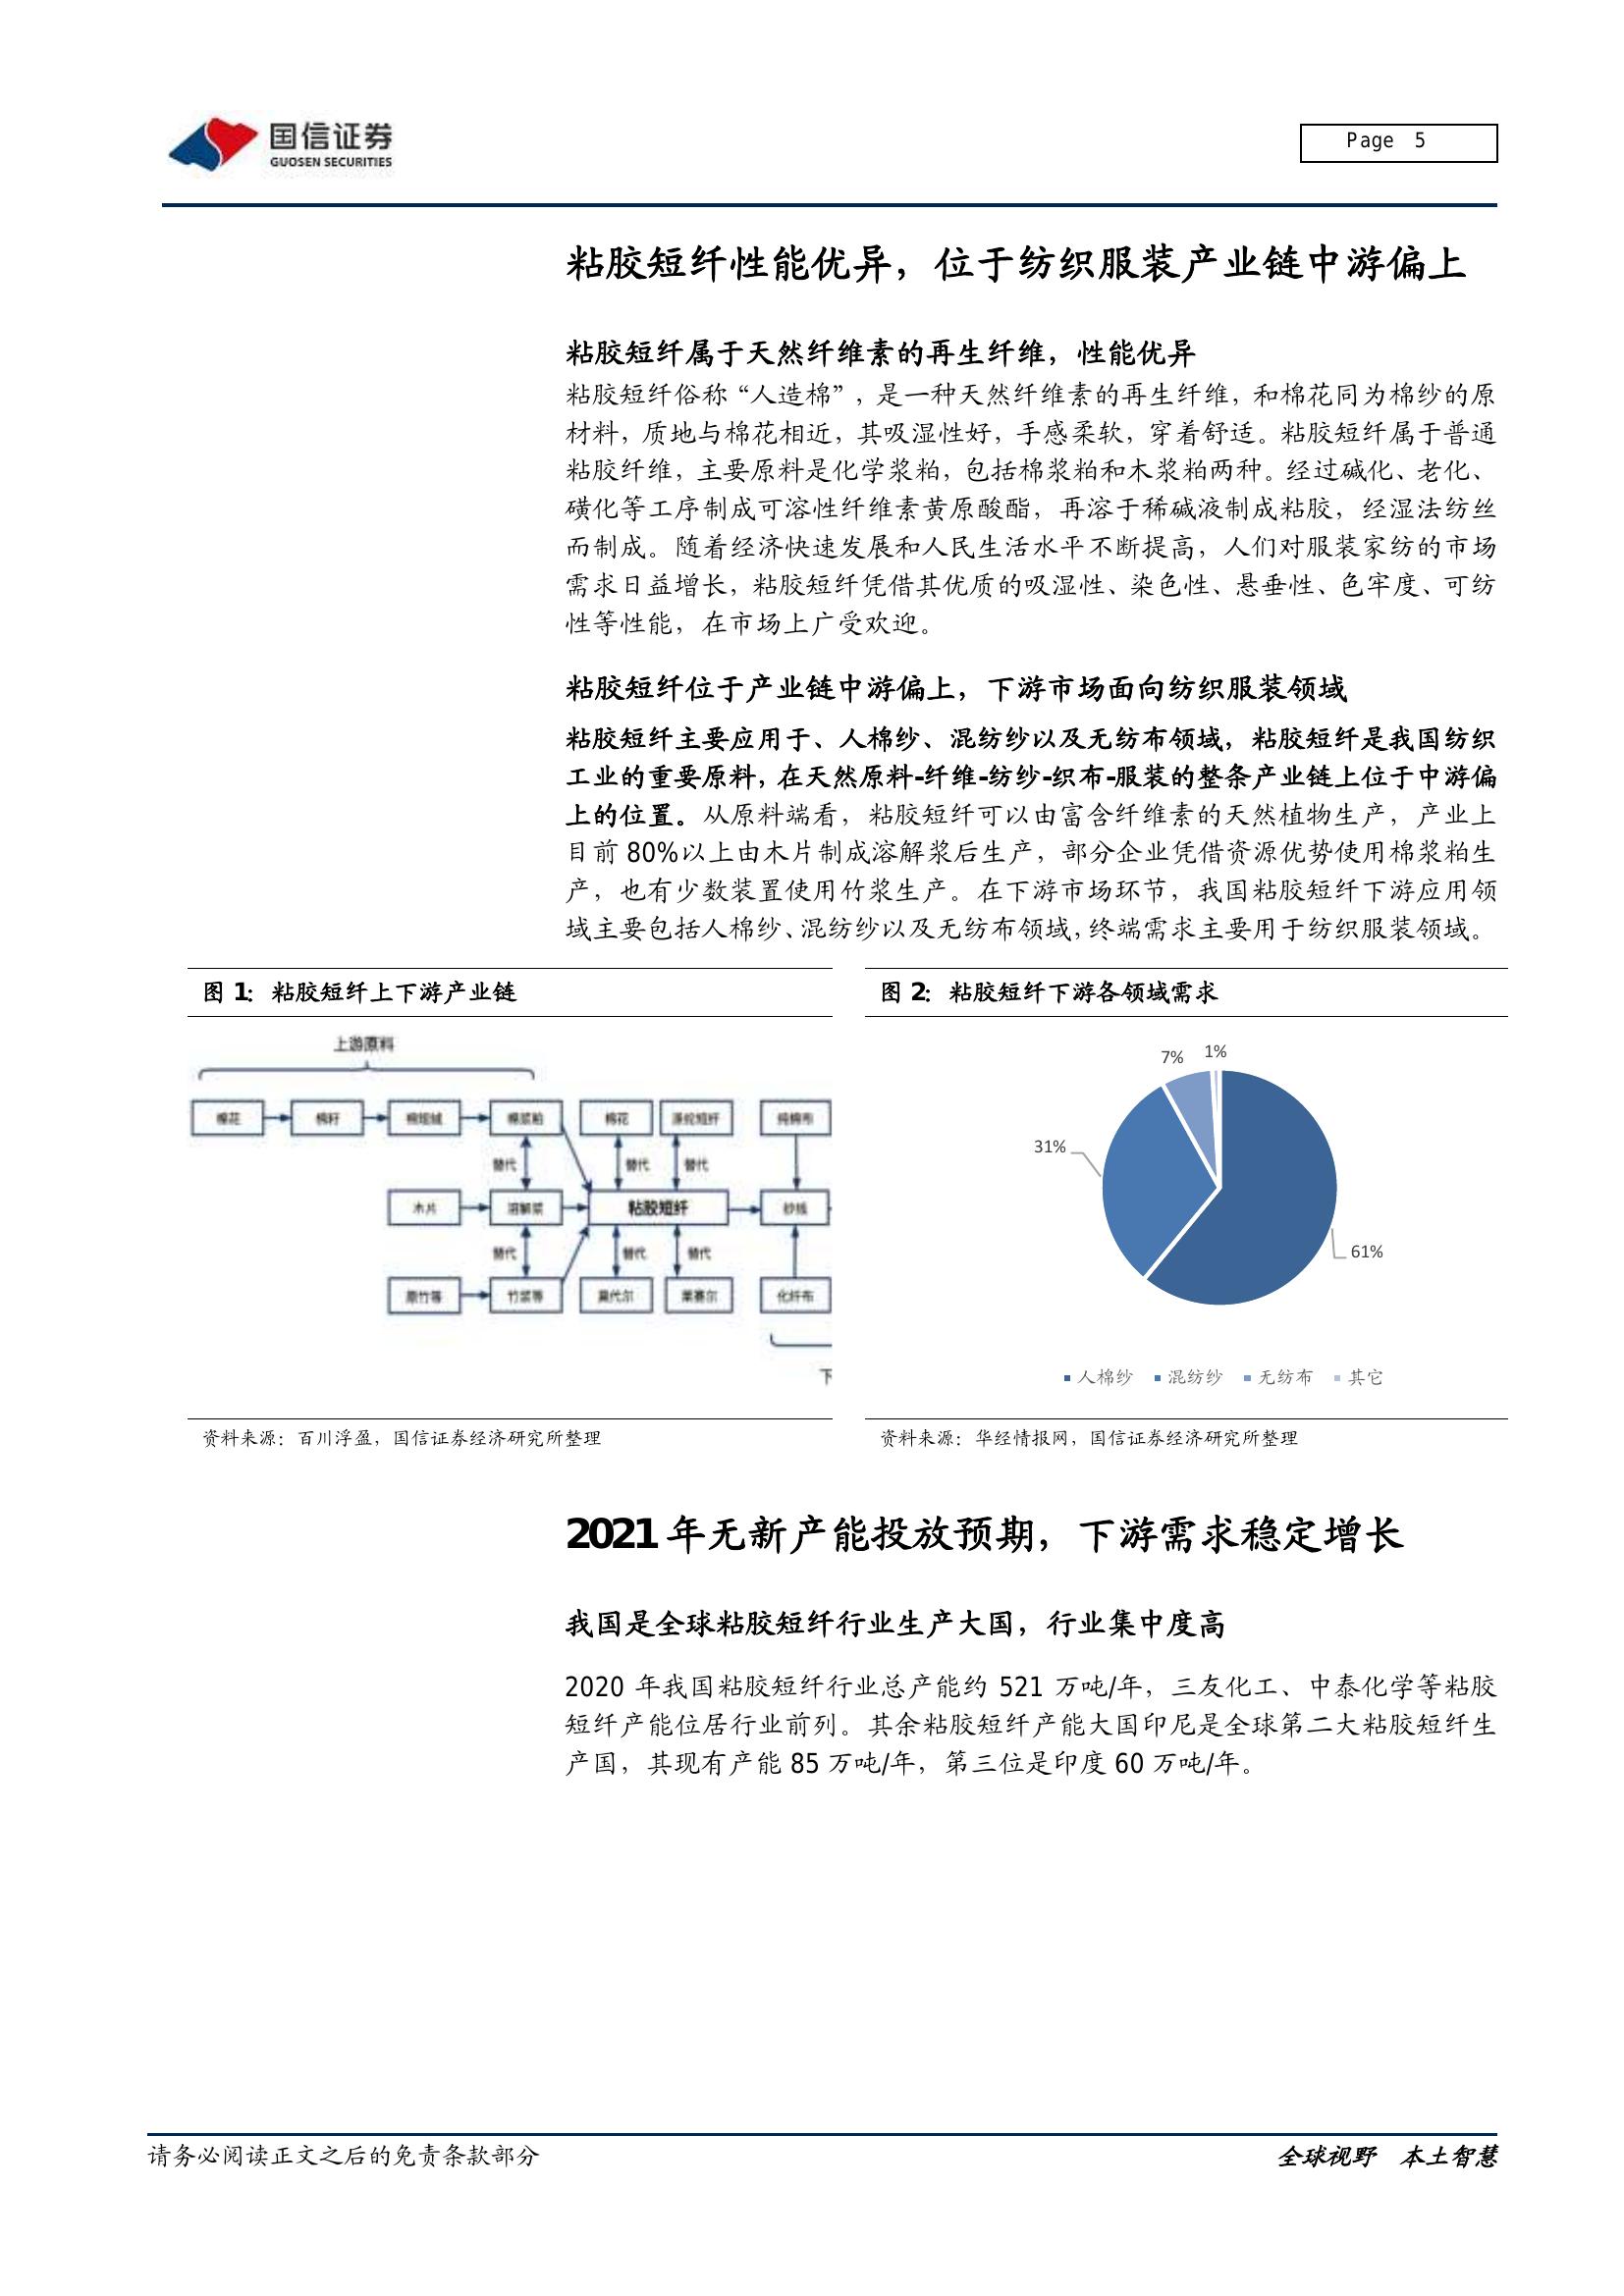 国信证券
GUOSEN SECURITIES
Page 5
粘胶短纤性能优异，位于纺织服装产业链中游偏上
粘胶短纤属于天然纤维素的再生纤维，性能优异
粘胶短纤俗称“人造棉”，是一种天然纤维素的再生纤维，和棉花同为棉纱的原
材料，质地与棉花相近，其吸湿性好，手感柔软，穿着舒适。粘胶短纤属于普通
粘胶纤维，主要原料是化学浆粕，包括棉浆粕和木浆粕两种。经过碱化、老化、
磺化等工序制成可溶性纤维素黄原酸酯，再溶于稀碱液制成粘胶，经湿法纺丝
而制成。随着经济快速发展和人民生活水平不断提高，人们对服装家纺的市场
需求日益增长，粘胶短纤凭借其优质的吸湿性、染色性、悬垂性、色牢度、可纺
性等性能，在市场上广受欢迎。
粘胶短纤位于产业链中游偏上，下游市场面向纺织服装领域
粘胶短纤主要应用于、人棉纱、混纺纱以及无纺布领域，粘胶短纤是我国纺织
工业的重要原料，在天然原料-纤维-纺纱-织布-服装的整条产业链上位于中游偏
上的位置。从原料端看，粘胶短纤可以由富含纤维素的天然植物生产，产业上
目前 80%以上由木片制成溶解浆后生产，部分企业凭借资源优势使用棉浆粕生
产，也有少数装置使用竹浆生产。在下游市场环节，我国粘胶短纤下游应用领
域主要包括人棉纱、混纺纱以及无纺布领域，终端需求主要用于纺织服装领域。
图 1：粘胶短纤上下游产业链
上游原料
棉花 棉籽 棉短绒 棉浆粕 棉花 涤纶短纤 纯棉布
替代 替代 替代
木片 溶解浆 粘胶短纤 纱线
替代 替代 替代
原竹等 竹浆等 莫代尔 莱赛尔 化纤布
下
资料来源：百川浮盈，国信证券经济研究所整理
图 2：粘胶短纤下游各领域需求
7% 1%
31%
61%
人棉纱 混纺纱 无纺布 其它
资料来源：华经情报网，国信证券经济研究所整理
2021 年无新产能投放预期，下游需求稳定增长
我国是全球粘胶短纤行业生产大国，行业集中度高
2020 年我国粘胶短纤行业总产能约 521 万吨/年，三友化工、中泰化学等粘胶
短纤产能位居行业前列。其余粘胶短纤产能大国印尼是全球第二大粘胶短纤生
产国，其现有产能 85 万吨/年，第三位是印度 60 万吨/年。
请务必阅读正文之后的免责条款部分
全球视野 本土智慧